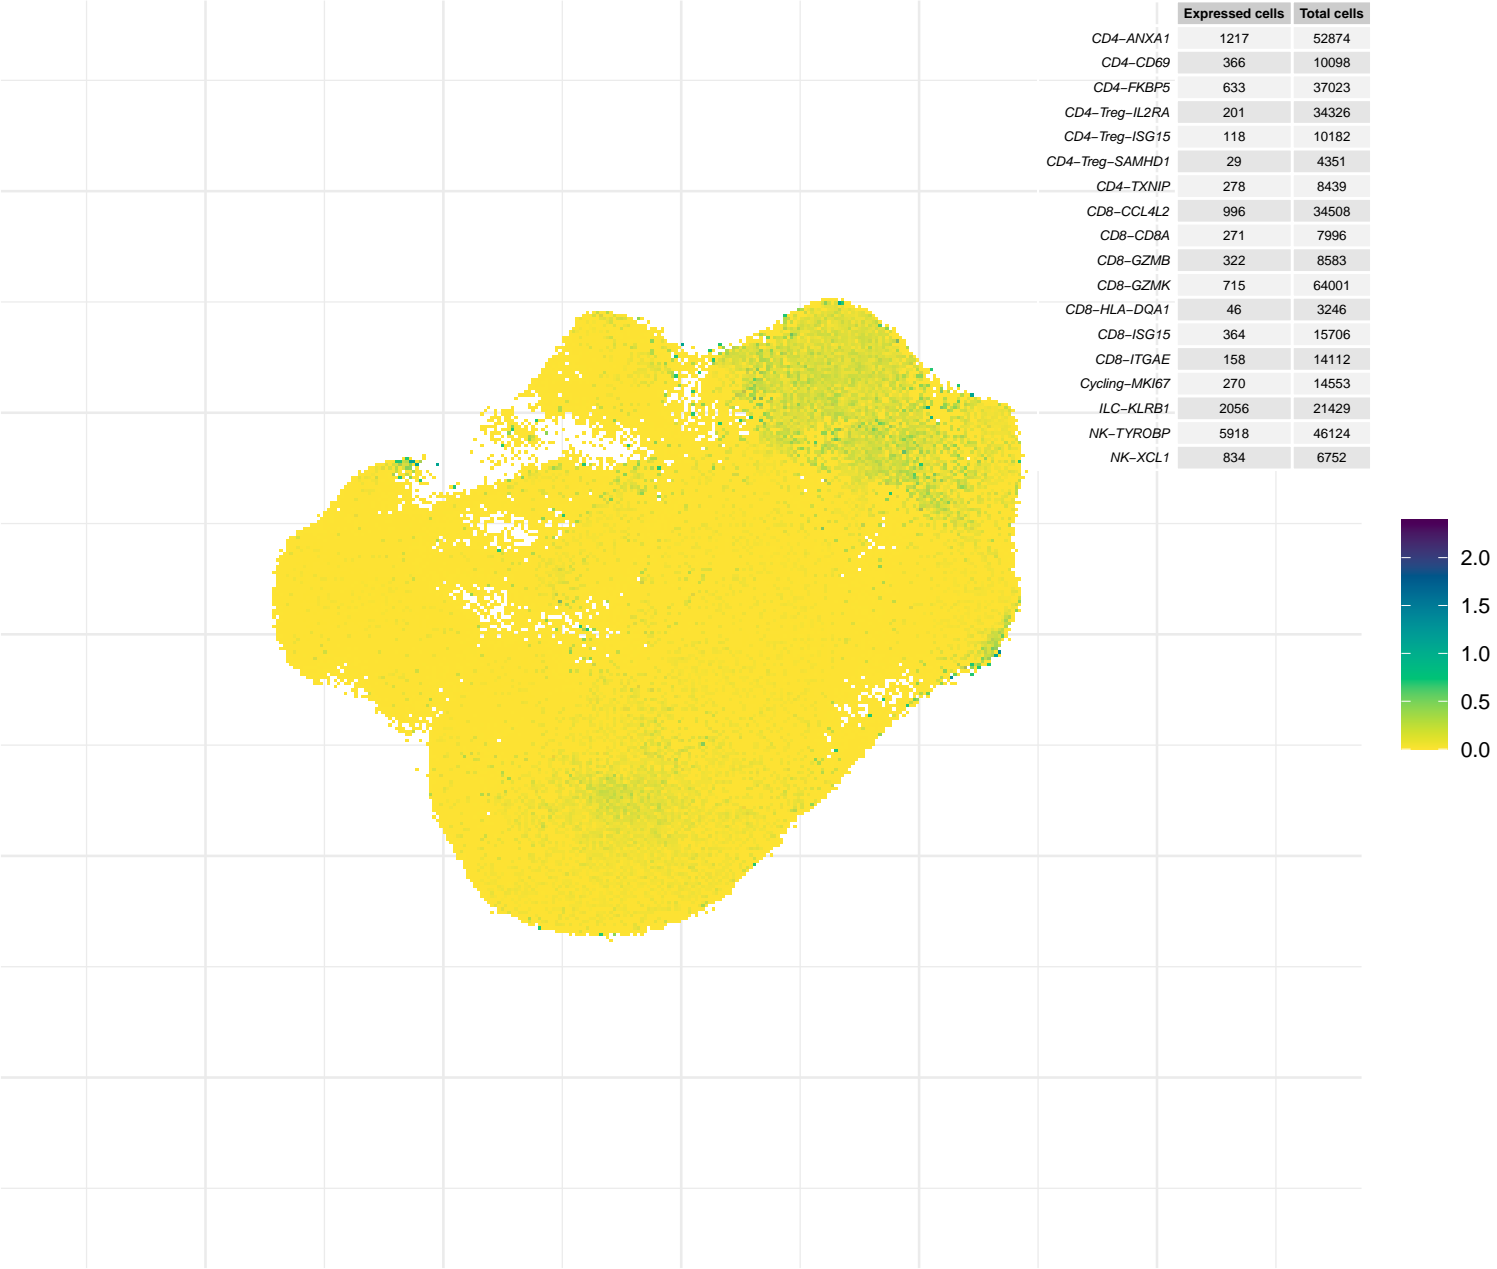 Expressed cells Total cells
CD4−ANXA1 1217 52874
CD4−CD69 366 10098
CD4−FKBP5 633 37023
CD4−Treg−IL2RA 201 34326
CD4−Treg−ISG15 118 10182
CD4−Treg−SAMHD1 29 4351
CD4−TXNIP 278 8439
CD8−CCL4L2 996 34508
CD8−CD8A 271 7996
CD8−GZMB 322 8583
CD8−GZMK 715 64001
CD8−HLA−DQA1 46 3246
CD8−ISG15 364 15706
CD8−ITGAE 158 14112
Cycling−MKI67 270 14553
ILC−KLRB1 2056 21429
NK−TYROBP 5918 46124
NK−XCL1 834 6752
2.0
1.5
1.0
0.5
0.0